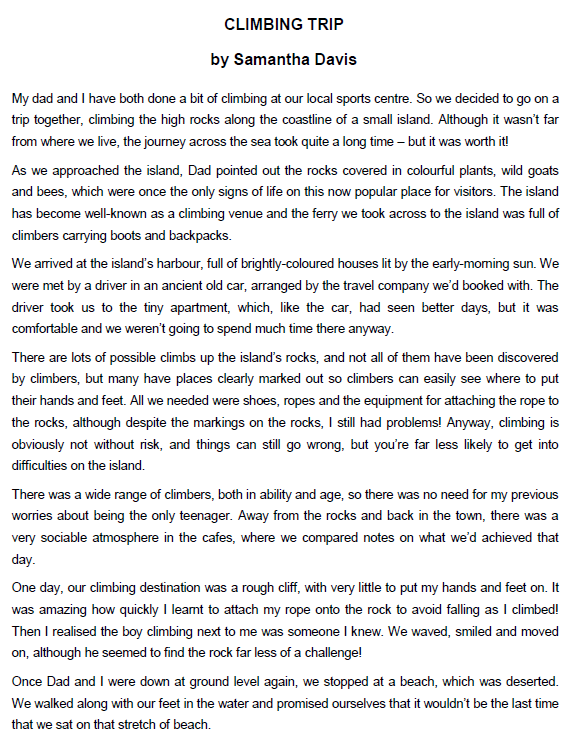 CLIMBING TRIP
by Samantha Davis
My dad and I have both done a bit of climbing at our local sports centre. So we decided to go on a
trip together, climbing the high rocks along the coastline of a small island. Although it wasn't far
from where we live, the journey across the sea took quite a long time – but it was worth it!
As we approached the island, Dad pointed out the rocks covered in colourful plants, wild goats
and bees, which were once the only signs of life on this now popular place for visitors. The island
has become well-known as a climbing venue and the ferry we took across to the island was full of
climbers carrying boots and backpacks.
We arrived at the island's harbour, full of brightly-coloured houses lit by the early-morning sun. We
were met by a driver in an ancient old car, arranged by the travel company we'd booked with. The
driver took us to the tiny apartment, which, like the car, had seen better days, but it was
comfortable and we weren't going to spend much time there anyway.
There are lots of possible climbs up the island's rocks, and not all of them have been discovered
by climbers, but many have places clearly marked out so climbers can easily see where to put
their hands and feet. All we needed were shoes, ropes and the equipment for attaching the rope to
the rocks, although despite the markings on the rocks, I still had problems! Anyway, climbing is
obviously not without risk, and things can still go wrong, but you're far less likely to get into
difficulties on the island.
There was a wide range of climbers, both in ability and age, so there was no need for my previous
worries about being the only teenager. Away from the rocks and back in the town, there was a
very sociable atmosphere in the cafes, where we compared notes on what we'd achieved that
day.
One day, our climbing destination was a rough cliff, with very little to put my hands and feet on. It
was amazing how quickly I learnt to attach my rope onto the rock to avoid falling as I climbed!
Then I realised the boy climbing next to me was someone I knew. We waved, smiled and moved
on, although he seemed to find the rock far less of a challenge!
Once Dad and I were down at ground level again, we stopped at a beach, which was deserted.
We walked along with our feet in the water and promised ourselves that it wouldn't be the last time
that we sat on that stretch of beach.